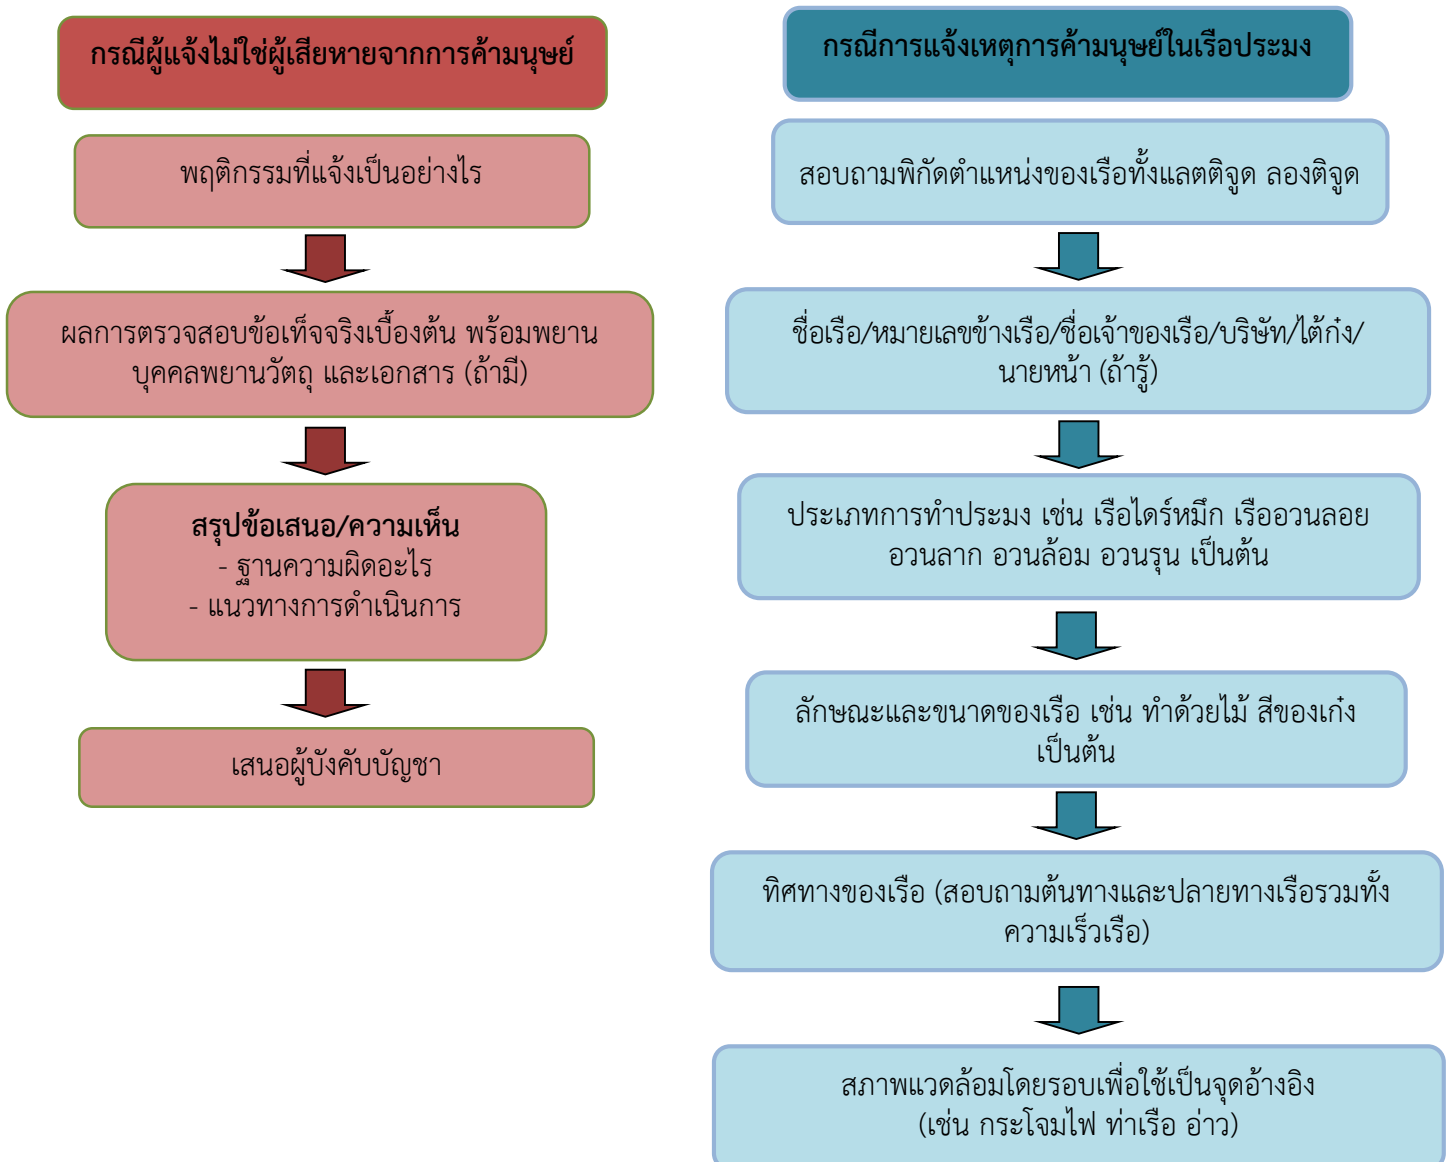 กรณีผู้แจ้งไม่ใช่ผู้เสียหายจากการค้ามนุษย์
พฤติกรรมที่แจ้งเป็นอย่างไร
ผลการตรวจสอบข้อเท็จจริงเบื้องต้น พร้อมพยาน
บุคคลพยานวัตถุ และเอกสาร (ถ้ามี)
สรุปข้อเสนอ/ความเห็น
- ฐานความผิดอะไร
- แนวทางการดำเนินการ
เสนอผู้บังคับบัญชา
กรณีการแจ้งเหตุการค้ามนุษย์ในเรือประมง
สอบถามพิกัดตำแหน่งของเรือทั้งแลตติจูด ลองติจูด
ชื่อเรือ/หมายเลขข้างเรือ/ชื่อเจ้าของเรือ/บริษัท/ไต้ก๋ง/
นายหน้า (ถ้ารู้)
ประเภทการทำประมง เช่น เรือไดร์หมึก เรืออวนลอย
อวนลาก อวนล้อม อวนรุน เป็นต้น
ลักษณะและขนาดของเรือ เช่น ทำด้วยไม้ สีของเก๋ง
เป็นต้น
ทิศทางของเรือ (สอบถามต้นทางและปลายทางเรือรวมทั้ง
ความเร็วเรือ)
สภาพแวดล้อมโดยรอบเพื่อใช้เป็นจุดอ้างอิง
(เช่น กระโจมไฟ ท่าเรือ อ่าว)